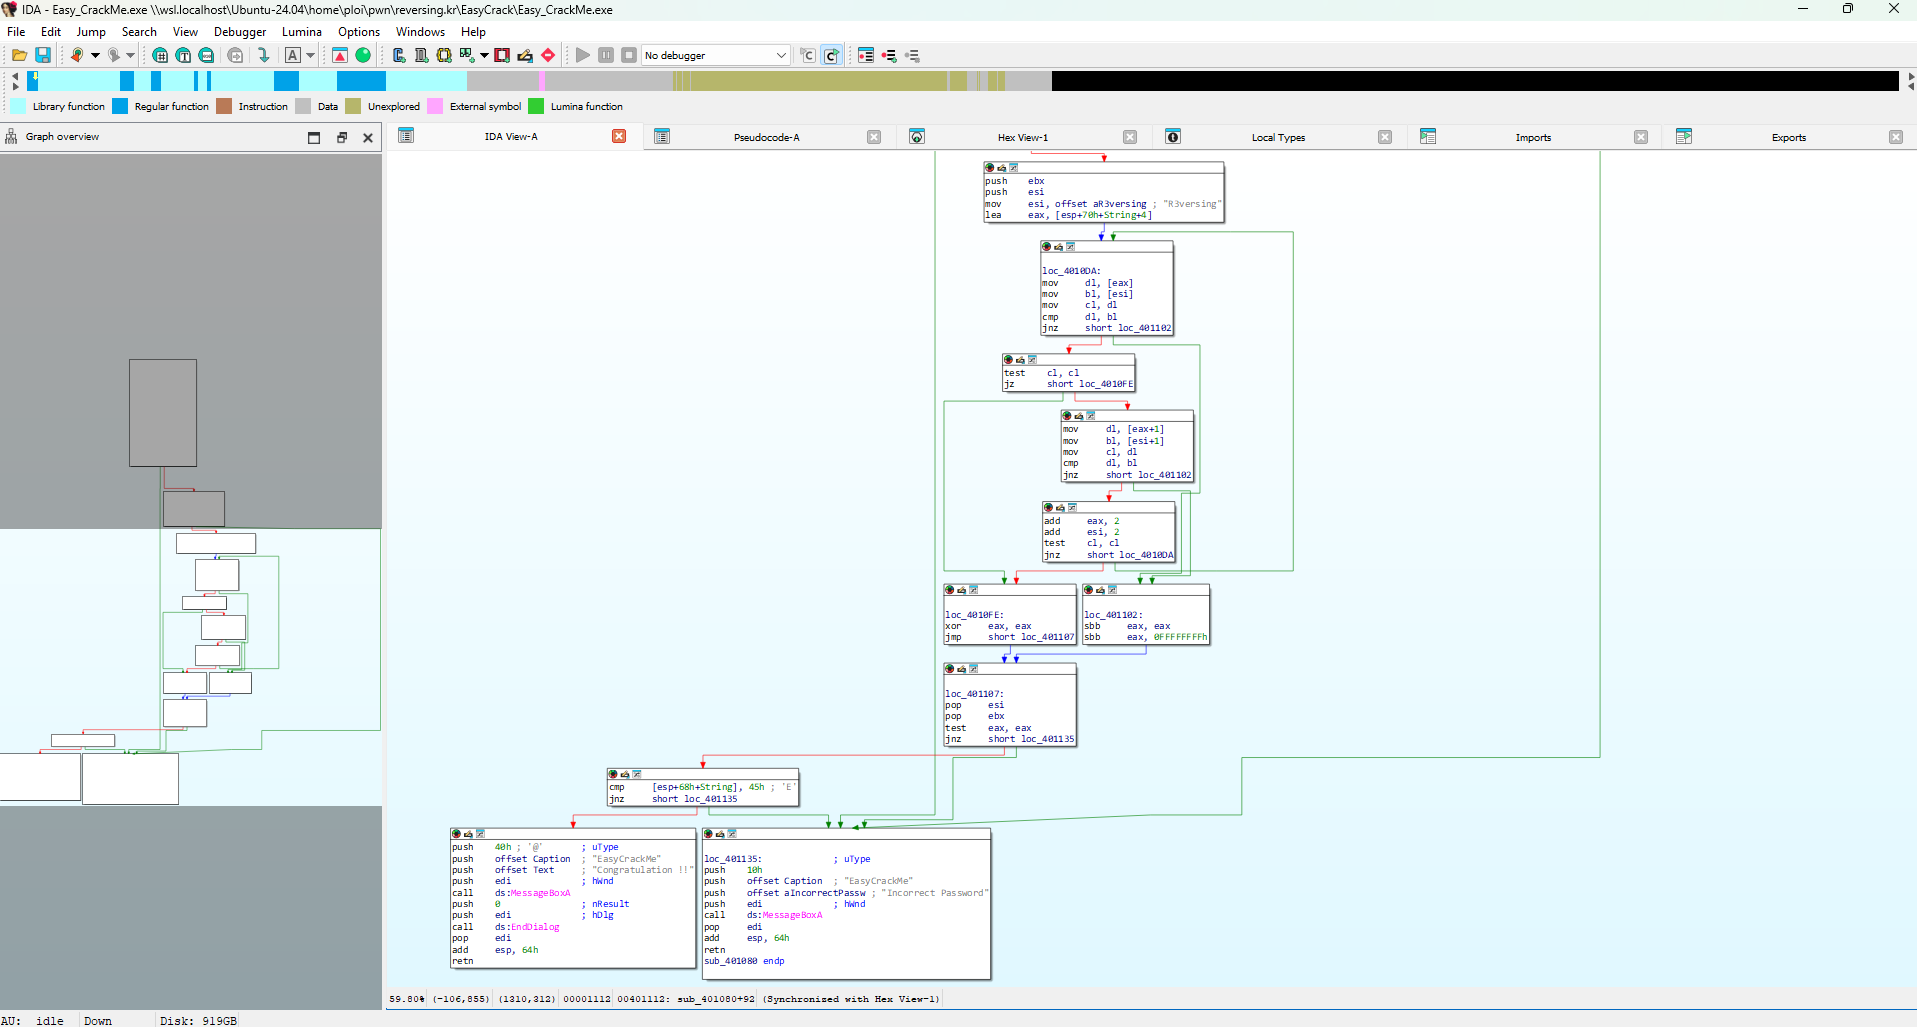 IDA - Easy_CrackMe.exe \\wsl.localhost\Ubuntu-24.04\home\ploi\pwn\reversing.kr\EasyCrack\Easy_CrackMe.exe
File Edit Jump Search View Debugger Lumina Options Windows Help
No debugger
Library function Regular function Instruction Data Unexplored External symbol Lumina function
Graph overview
IDA View-A Pseudocode-A Hex View-1 Local Types Imports Exports
push ebx
push esi
mov esi, offset aR3versing ; "R3versing"
lea eax, [esp+70h+String+4]
loc_4010DA:
mov dl, [eax]
mov bl, [esi]
mov cl, dl
cmp dl, bl
jnz short loc_401102
test cl, cl
jz short loc_4010FE
mov dl, [eax+1]
mov bl, [esi+1]
mov cl, dl
cmp dl, bl
jnz short loc_401102
add eax, 2
add esi, 2
test cl, cl
jnz short loc_4010DA
loc_4010FE:
xor eax, eax
jmp short loc_401107
loc_401102:
sbb eax, eax
sbb eax, 0FFFFFFFFh
loc_401107:
pop esi
pop ebx
test eax, eax
jnz short loc_401135
cmp [esp+68h+String], 45h ; 'E'
jnz short loc_401135
push 40h ; '@' ; uType
push offset Caption ; "EasyCrackMe"
push offset Text ; "Congratulation !!"
push edi ; hWnd
call ds:MessageBoxA
push 0 ; nResult
push edi ; hDlg
call ds:EndDialog
pop edi
add esp, 64h
retn
loc_401135: ; uType
push 10h
push offset Caption ; "EasyCrackMe"
push offset aIncorrectPassw ; "Incorrect Password"
push edi ; hWnd
call ds:MessageBoxA
pop edi
add esp, 64h
retn
sub_401080 endp
59.80% (-106,855) (1310,312) 00001112 00401112: sub_401080+92 (Synchronized with Hex View-1)
AU: idle Down Disk: 919GB